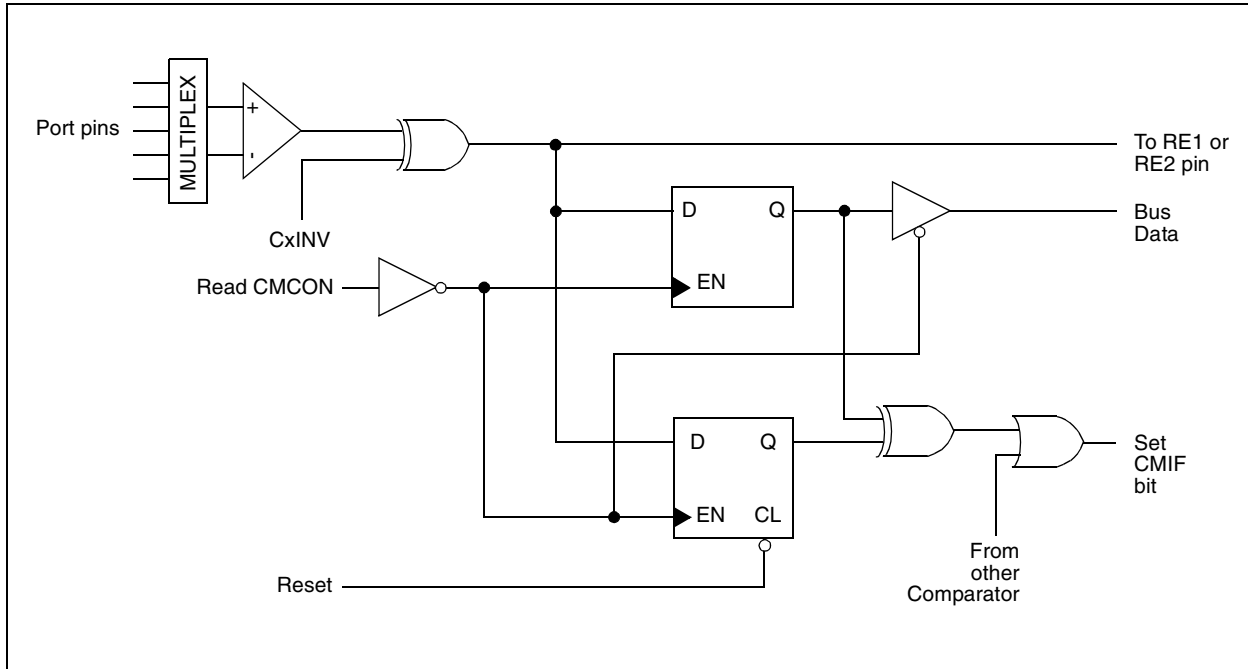 MULTIPLEX
Port pins
+
-
CxINV
To RE1 or
RE2 pin
D
Q
EN
Bus
Data
Read CMCON
D
Q
EN
CL
Set
CMIF
bit
From
other
Comparator
Reset